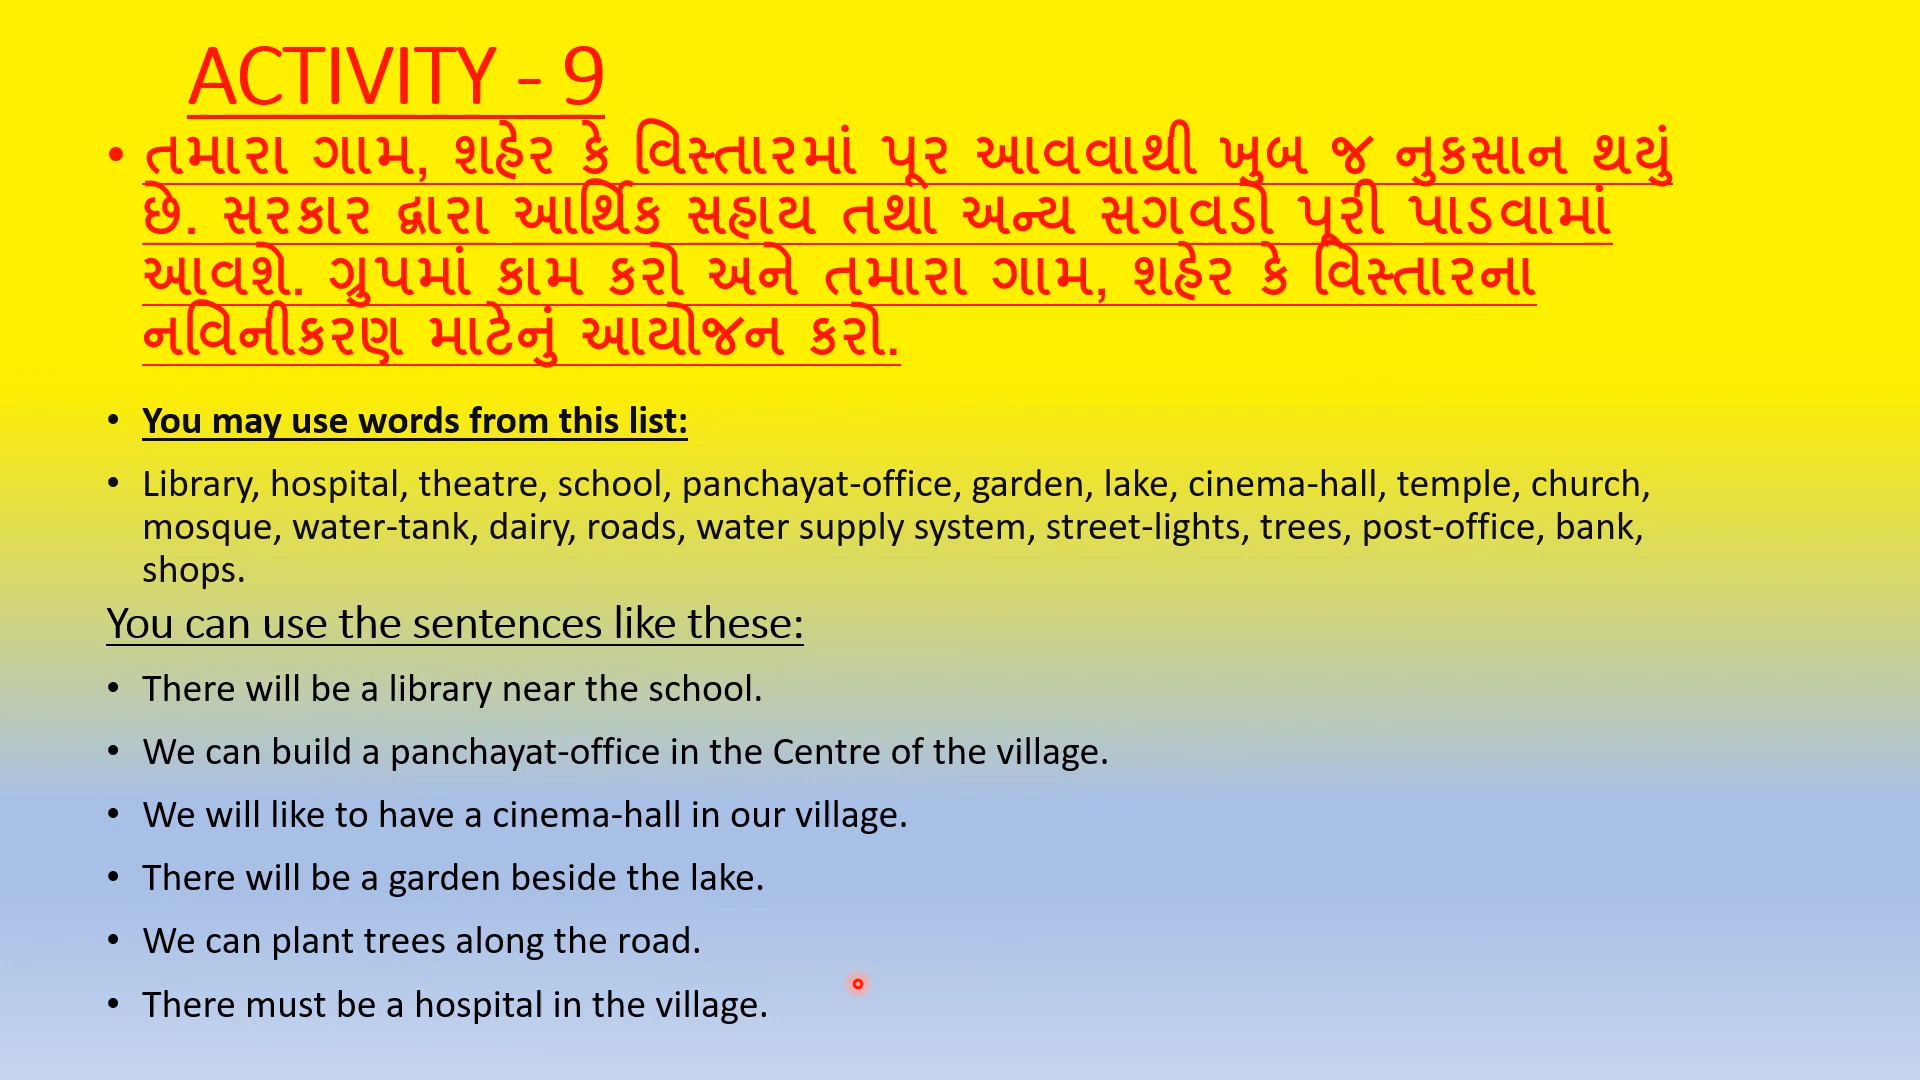 ACTIVITY - 9
• તમારા ગામ, શહેર કે વિસ્તારમાં પૂર આવવાથી ખુબ જ નુકસાન થયું
છે. સરકાર દ્વારા આર્થિક સહાય તથા અન્ય સગવડો પૂરી પાડવામાં
આવશે. ગ્રુપમાં કામ કરો અને તમારા ગામ, શહેર કે વિસ્તારના
નવિનીકરણ માટેનું આયોજન કરો.
• You may use words from this list:
• Library, hospital, theatre, school, panchayat-office, garden, lake, cinema-hall, temple, church,
mosque, water-tank, dairy, roads, water supply system, street-lights, trees, post-office, bank,
shops.
You can use the sentences like these:
• There will be a library near the school.
• We can build a panchayat-office in the Centre of the village.
• We will like to have a cinema-hall in our village.
• There will be a garden beside the lake.
• We can plant trees along the road.
• There must be a hospital in the village.